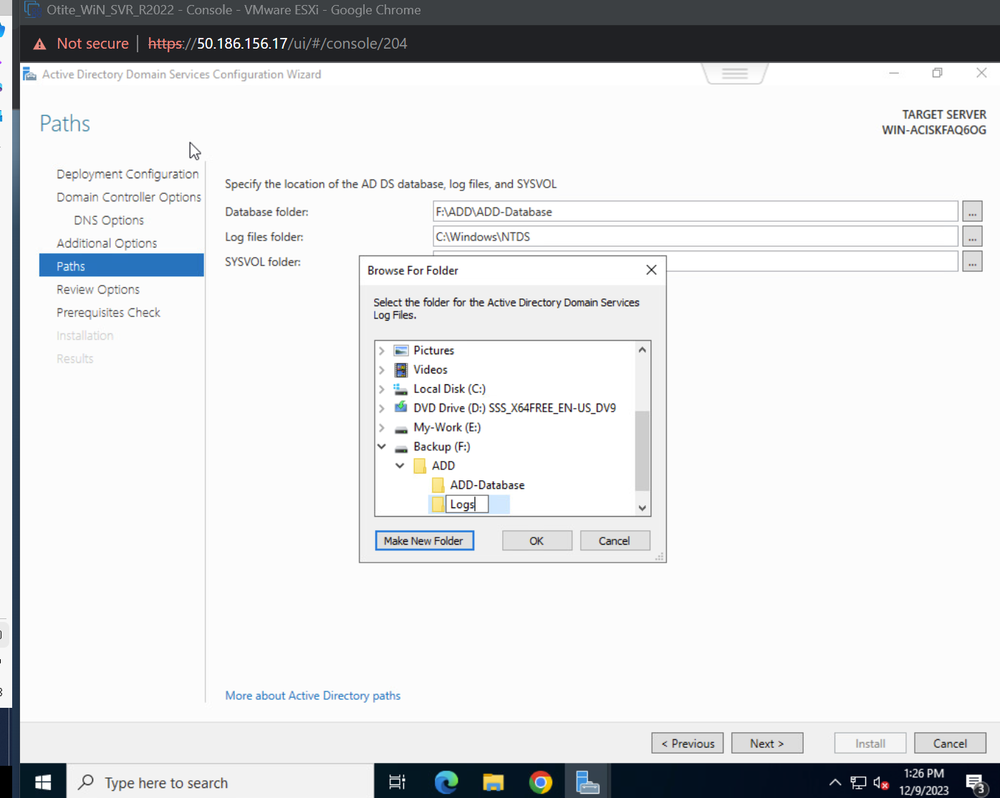 Otite_WiN_SVR_R2022 - Console - VMware ESXi - Google Chrome
Not secure | https://50.186.156.17/ui/#/console/204
Active Directory Domain Services Configuration Wizard
Paths
TARGET SERVER
WIN-ACISKFAQ6OG
Deployment Configuration
Domain Controller Options
DNS Options
Additional Options
Paths
Review Options
Prerequisites Check
Installation
Results
Specify the location of the AD DS database, log files, and SYSVOL
Database folder:
F:\ADD\ADD-Database
...
Log files folder:
C:\Windows\NTDS
...
SYSVOL folder:
...
Browse For Folder
Select the folder for the Active Directory Domain Services
Log Files.
Pictures
Videos
Local Disk (C:)
DVD Drive (D:) SSS_X64FREE_EN-US_DV9
My-Work (E:)
Backup (F:)
ADD
ADD-Database
Logs
Make New Folder
OK
Cancel
More about Active Directory paths
< Previous
Next >
Install
Cancel
Type here to search
1:26 PM
12/9/2023
3